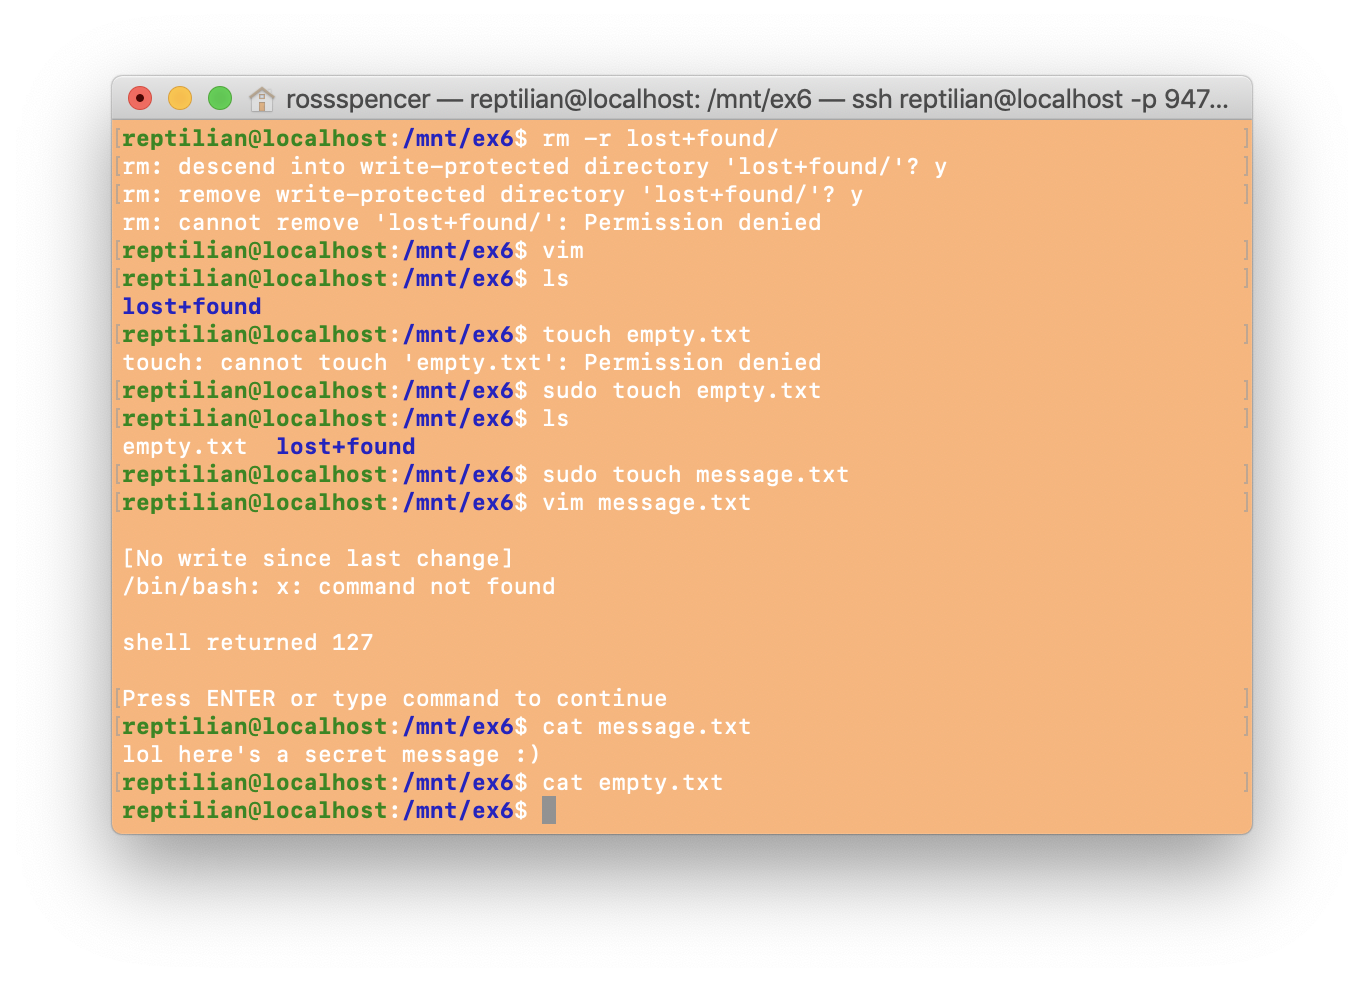 rossspencer — reptilian@localhost: /mnt/ex6 — ssh reptilian@localhost -p 947...
[reptilian@localhost:/mnt/ex6$ rm -r lost+found/ ]
[rm: descend into write-protected directory 'lost+found/'? y ]
[rm: remove write-protected directory 'lost+found/'? y ]
rm: cannot remove 'lost+found/': Permission denied
[reptilian@localhost:/mnt/ex6$ vim ]
[reptilian@localhost:/mnt/ex6$ ls ]
lost+found
[reptilian@localhost:/mnt/ex6$ touch empty.txt ]
touch: cannot touch 'empty.txt': Permission denied
[reptilian@localhost:/mnt/ex6$ sudo touch empty.txt ]
[reptilian@localhost:/mnt/ex6$ ls ]
empty.txt  lost+found
[reptilian@localhost:/mnt/ex6$ sudo touch message.txt ]
[reptilian@localhost:/mnt/ex6$ vim message.txt ]
[No write since last change]
/bin/bash: x: command not found
shell returned 127
[Press ENTER or type command to continue ]
[reptilian@localhost:/mnt/ex6$ cat message.txt ]
lol here's a secret message :)
[reptilian@localhost:/mnt/ex6$ cat empty.txt ]
reptilian@localhost:/mnt/ex6$